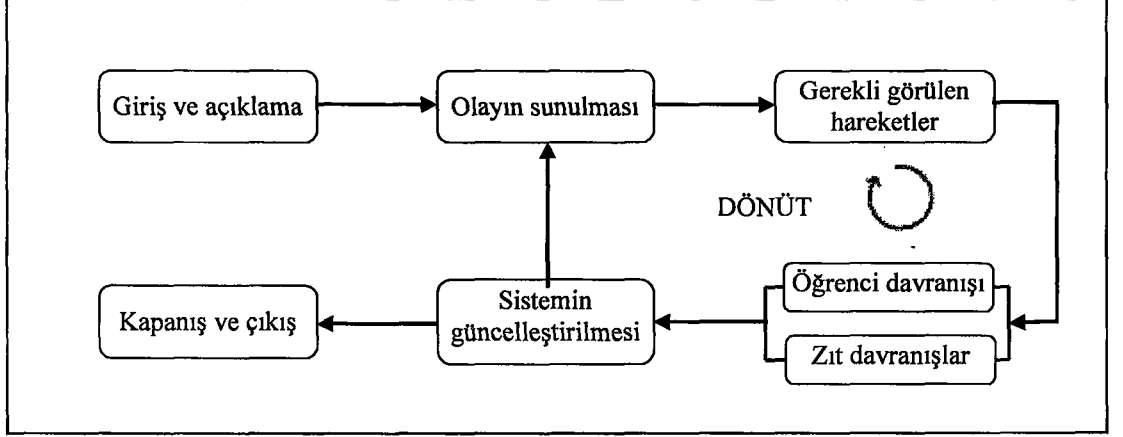 Giriş ve açıklama
Olayın sunulması
Gerekli görülen
hareketler
DÖNÜT
Öğrenci davranışı
Zıt davranışlar
Sistemin
güncelleştirilmesi
Kapanış ve çıkış